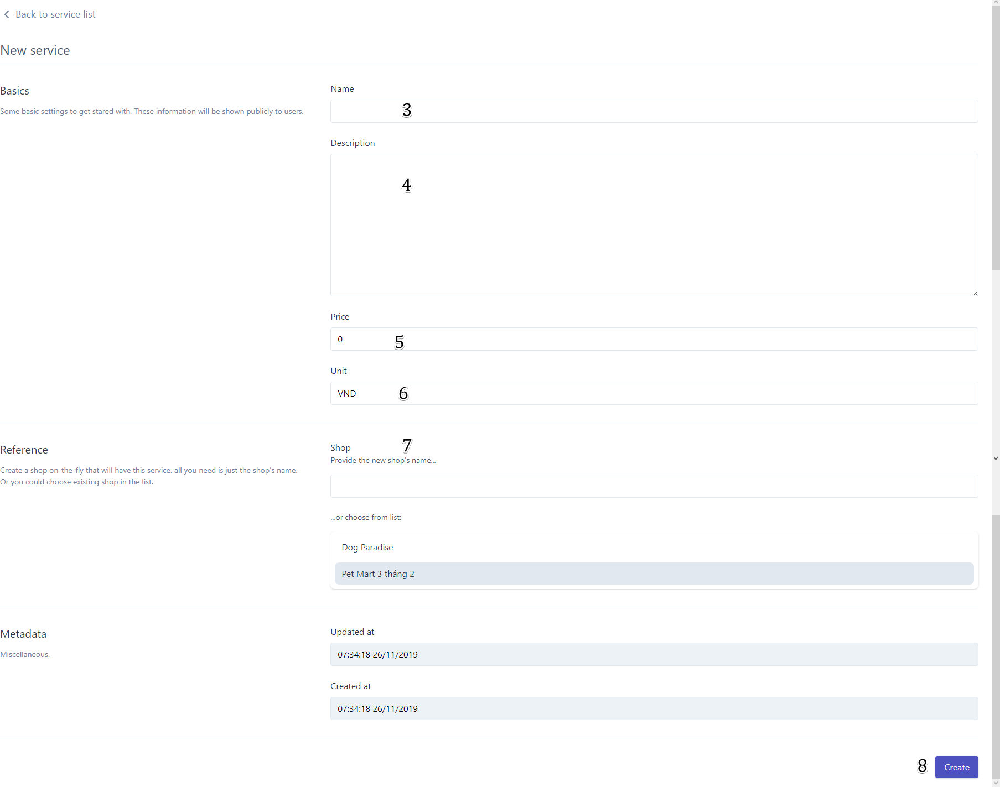 Back to service list
New service
Basics
Some basic settings to get stared with. These information will be shown publicly to users.
Name
3
Description
4
Price
0 5
Unit
VND 6
Reference
Create a shop on-the-fly that will have this service, all you need is just the shop's name.
Or you could choose existing shop in the list.
Shop 7
Provide the new shop's name...
...or choose from list:
Dog Paradise
Pet Mart 3 tháng 2
Metadata
Miscellaneous.
Updated at
07:34:18 26/11/2019
Created at
07:34:18 26/11/2019
8 Create